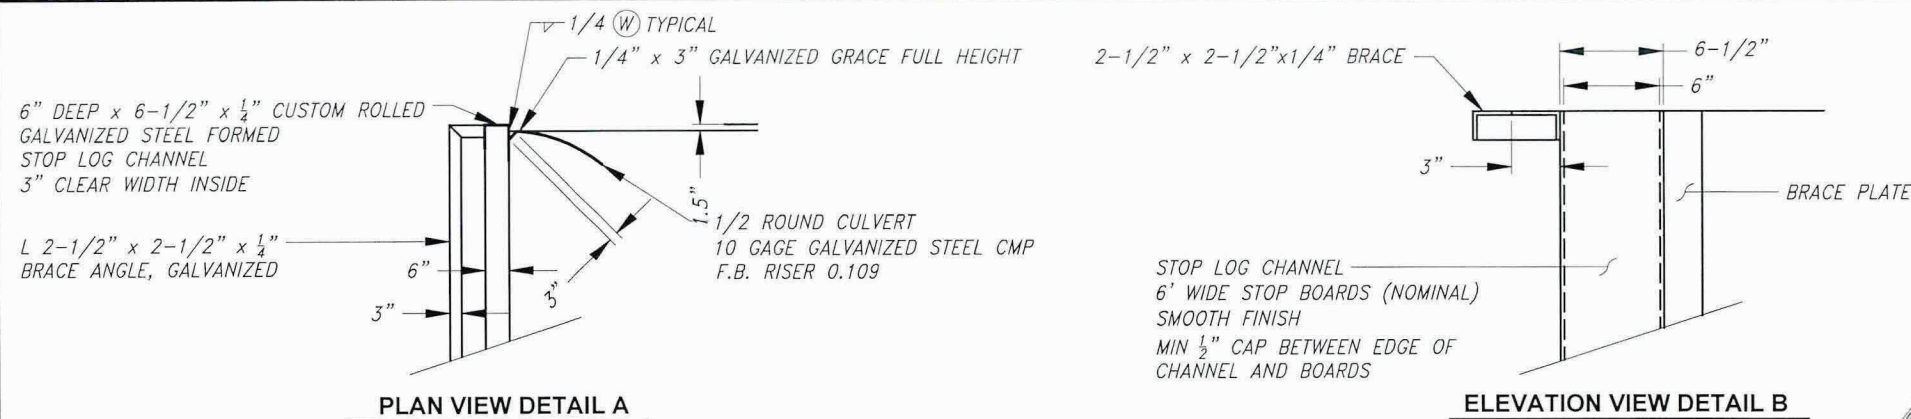 1/4 W TYPICAL
1/4" x 3" GALVANIZED GRACE FULL HEIGHT
6" DEEP x 6-1/2" x 1/4" CUSTOM ROLLED
GALVANIZED STEEL FORMED
STOP LOG CHANNEL
3" CLEAR WIDTH INSIDE
L 2-1/2" x 2-1/2" x 1/4"
BRACE ANGLE, GALVANIZED
6"
3"
3"
1.5"
1/2 ROUND CULVERT
10 GAGE GALVANIZED STEEL CMP
F.B. RISER 0.109
PLAN VIEW DETAIL A
2-1/2" x 2-1/2"x1/4" BRACE
6-1/2"
6"
3"
BRACE PLATE
STOP LOG CHANNEL
6' WIDE STOP BOARDS (NOMINAL)
SMOOTH FINISH
MIN 1/2" CAP BETWEEN EDGE OF
CHANNEL AND BOARDS
ELEVATION VIEW DETAIL B